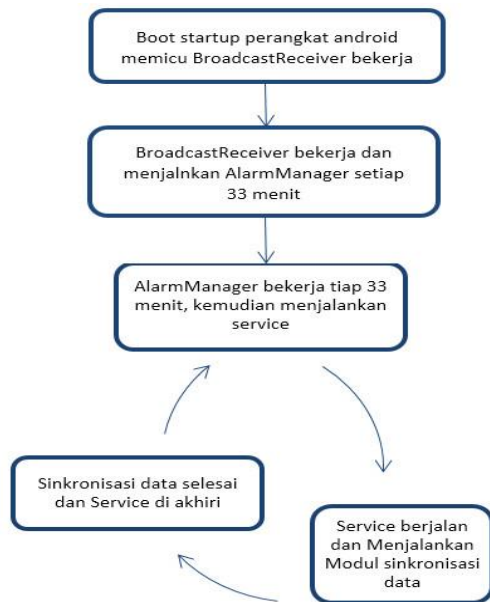 Boot startup perangkat android
memicu BroadcastReceiver bekerja
BroadcastReceiver bekerja dan
menjalnkan AlarmManager setiap
33 menit
AlarmManager bekerja tiap 33
menit, kemudian menjalankan
service
Sinkronisasi data selesai
dan Service di akhiri
Service berjalan
dan Menjalankan
Modul sinkronisasi
data